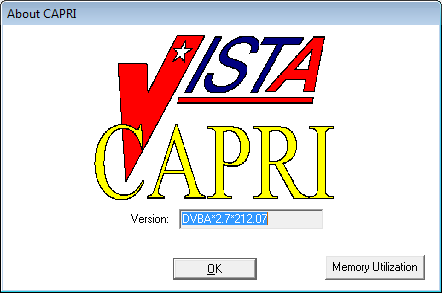 About CAPRI
VISTA
CAPRI
Version: DVBA*2.7*212.07
OK
Memory Utilization